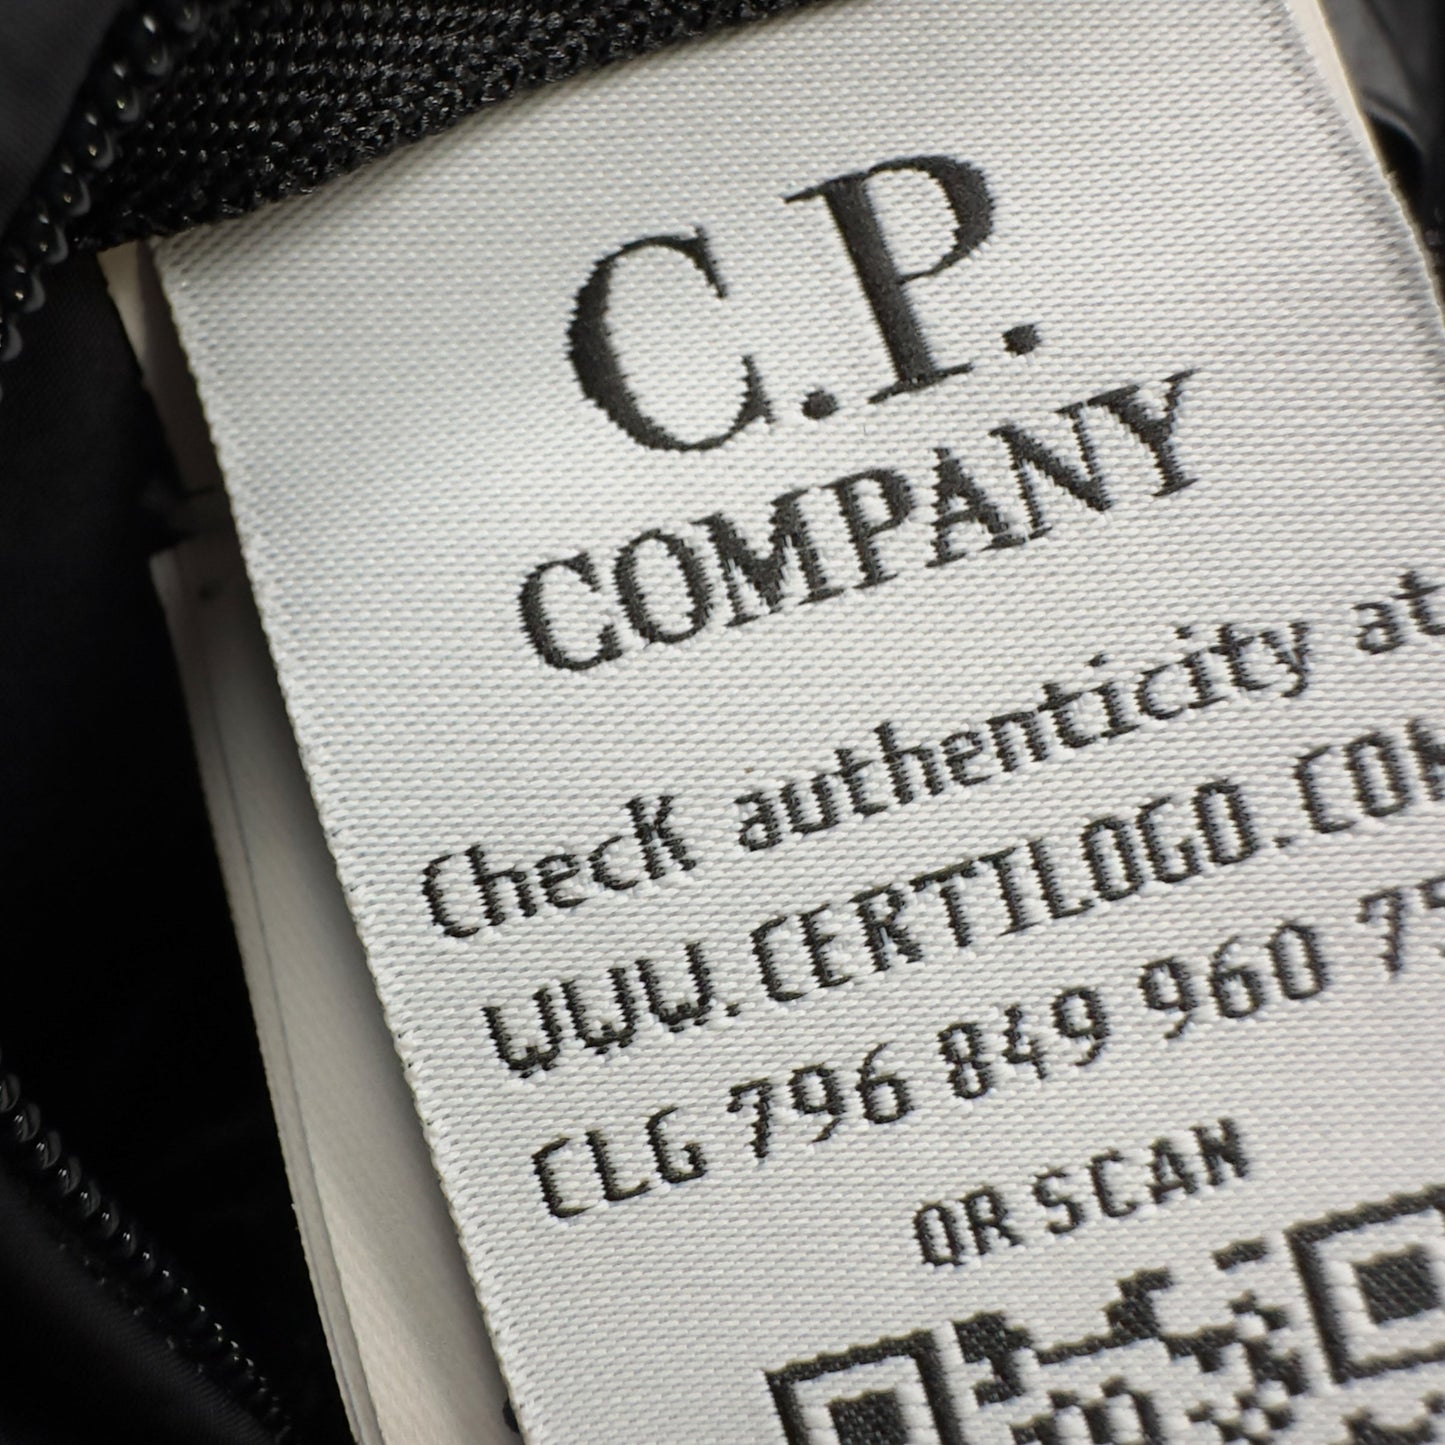 C.P.
COMPANY
Check authenticity at
WWW.CERTILOGO.COM
CLG 796 849 960
QR SCAN